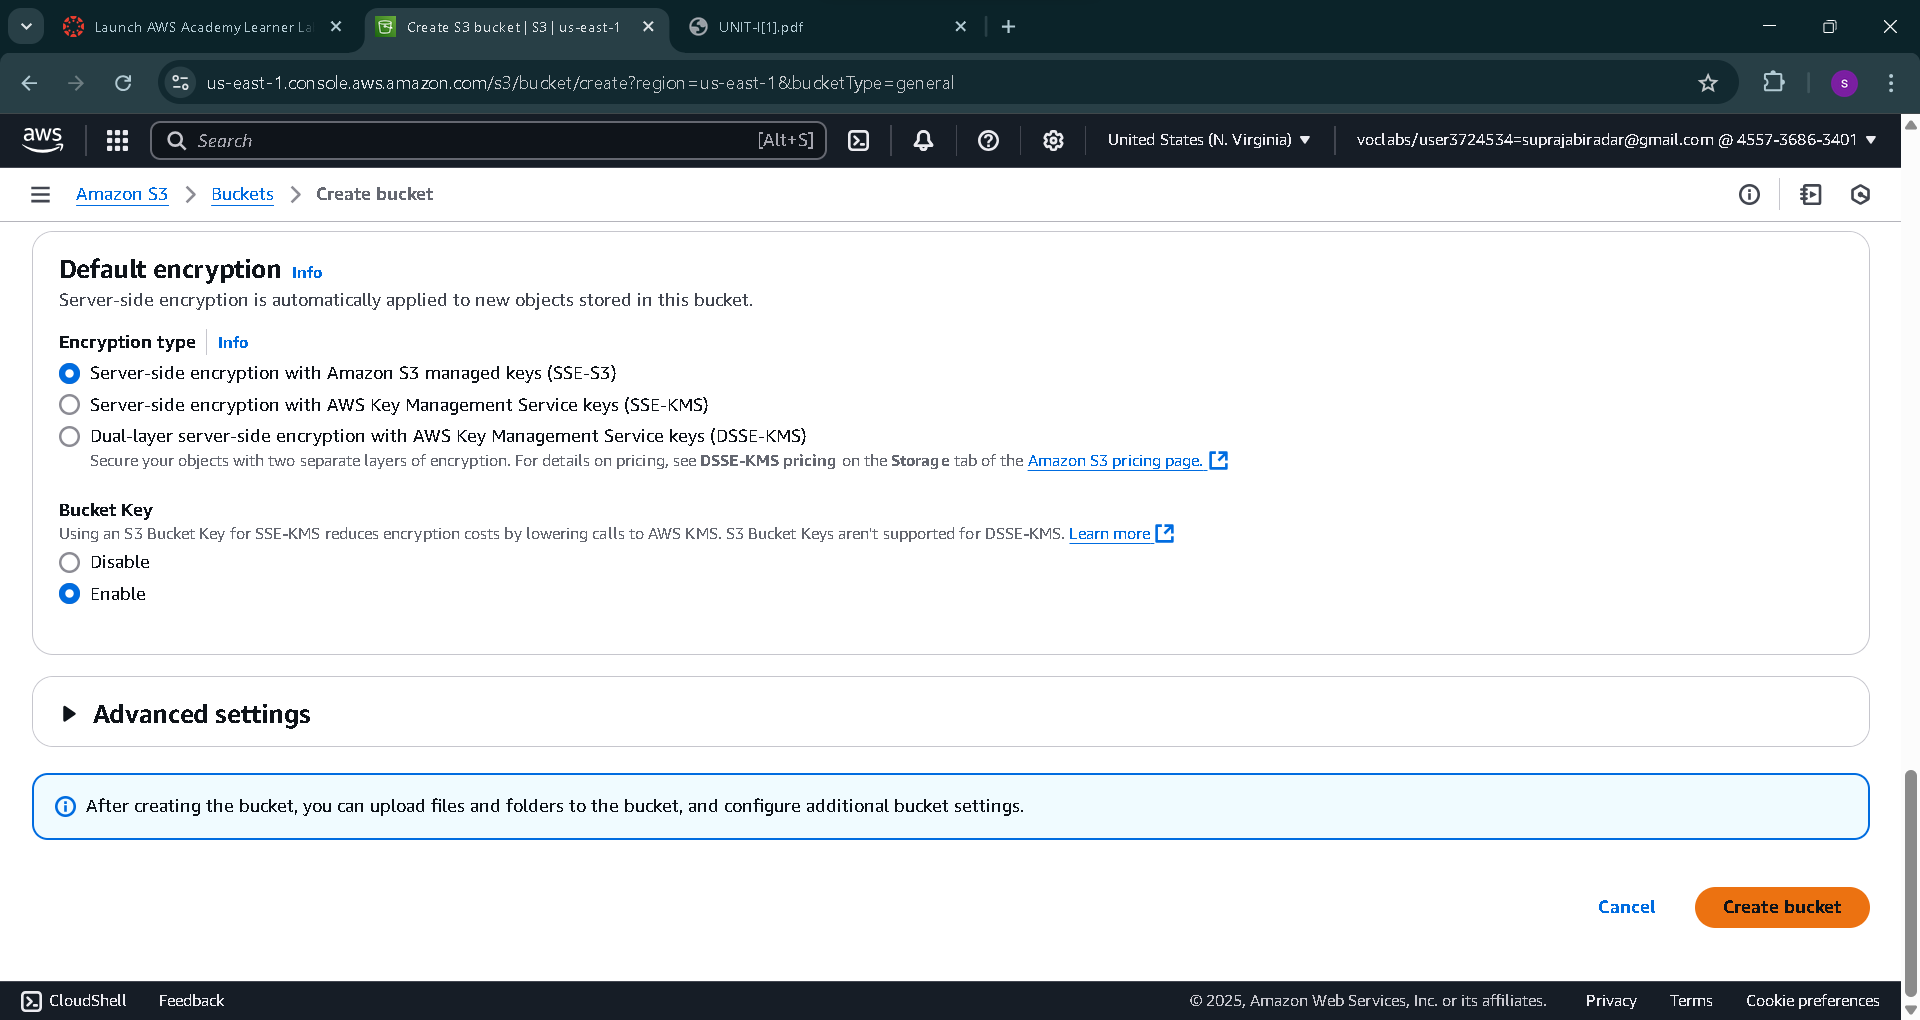 Launch AWS Academy Learner La
Create S3 bucket | S3 | us-east-1
UNIT-I[1].pdf
us-east-1.console.aws.amazon.com/s3/bucket/create?region=us-east-1&bucketType=general
s
aws
Search
[Alt+S]
United States (N. Virginia)
voclabs/user3724534=suprajabiradar@gmail.com @ 4557-3686-3401
Amazon S3
Buckets
Create bucket
Default encryption Info
Server-side encryption is automatically applied to new objects stored in this bucket.
Encryption type Info
Server-side encryption with Amazon S3 managed keys (SSE-S3)
Server-side encryption with AWS Key Management Service keys (SSE-KMS)
Dual-layer server-side encryption with AWS Key Management Service keys (DSSE-KMS)
Secure your objects with two separate layers of encryption. For details on pricing, see DSSE-KMS pricing on the Storage tab of the Amazon S3 pricing page.
Bucket Key
Using an S3 Bucket Key for SSE-KMS reduces encryption costs by lowering calls to AWS KMS. S3 Bucket Keys aren't supported for DSSE-KMS. Learn more
Disable
Enable
Advanced settings
After creating the bucket, you can upload files and folders to the bucket, and configure additional bucket settings.
Cancel
Create bucket
CloudShell
Feedback
© 2025, Amazon Web Services, Inc. or its affiliates.
Privacy
Terms
Cookie preferences